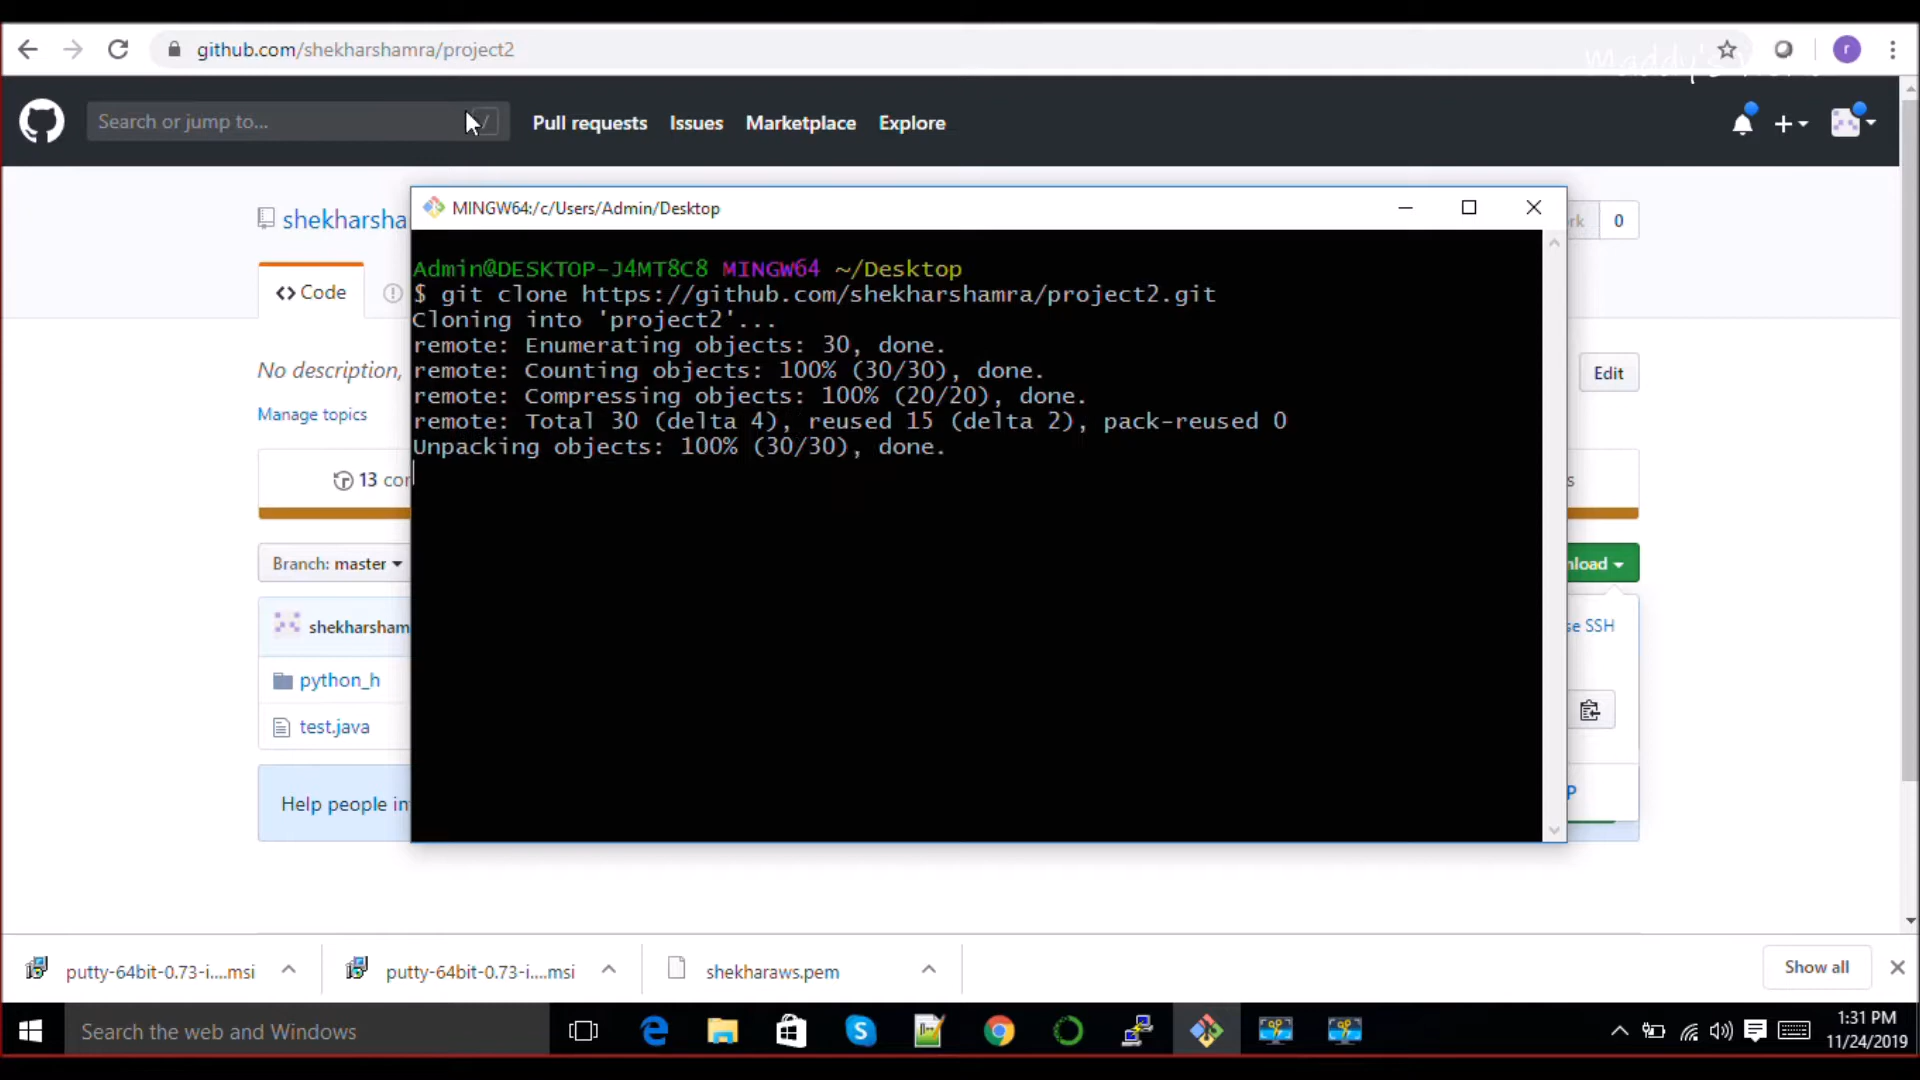 github.com/shekharshamra/project2
Maddy's
r
Search or jump to...
/
Pull requests
Issues
Marketplace
Explore
shekharsha
rk
0
MINGW64:/c/Users/Admin/Desktop
Code
Admin@DESKTOP-J4MT8C8 MINGW64 ~/Desktop
$ git clone https://github.com/shekharshamra/project2.git
Cloning into 'project2'...
remote: Enumerating objects: 30, done.
remote: Counting objects: 100% (30/30), done.
remote: Compressing objects: 100% (20/20), done.
remote: Total 30 (delta 4), reused 15 (delta 2), pack-reused 0
Unpacking objects: 100% (30/30), done.
No description,
Edit
Manage topics
13 com
s
Branch: master
nload
shekharsham
se SSH
python_h
test.java
P
Help people in
putty-64bit-0.73-i....msi
putty-64bit-0.73-i....msi
shekharaws.pem
Show all
Search the web and Windows
1:31 PM
11/24/2019